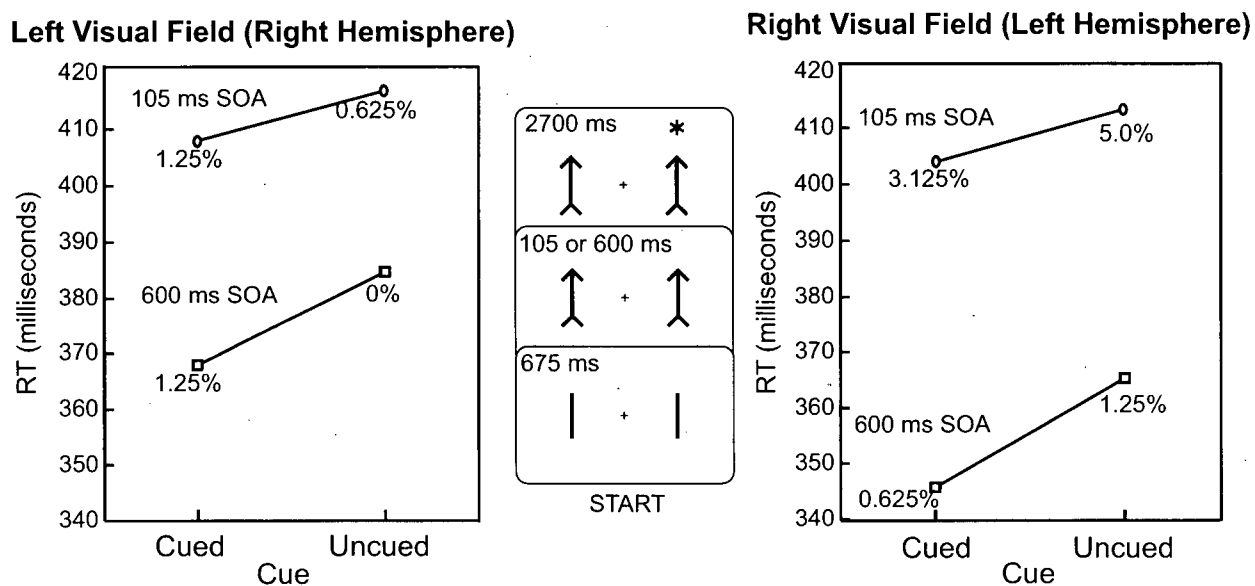 Left Visual Field (Right Hemisphere)
420
410
400
390
380
370
360
350
340
RT (milliseconds)
105 ms SOA
0.625%
1.25%
600 ms SOA
0%
1.25%
Cued Uncued
Cue
2700 ms
*
+
105 or 600 ms
+
675 ms
+
START
Right Visual Field (Left Hemisphere)
420
410
400
390
380
370
360
350
340
RT (milliseconds)
105 ms SOA
5.0%
3.125%
1.25%
600 ms SOA
0.625%
Cued Uncued
Cue